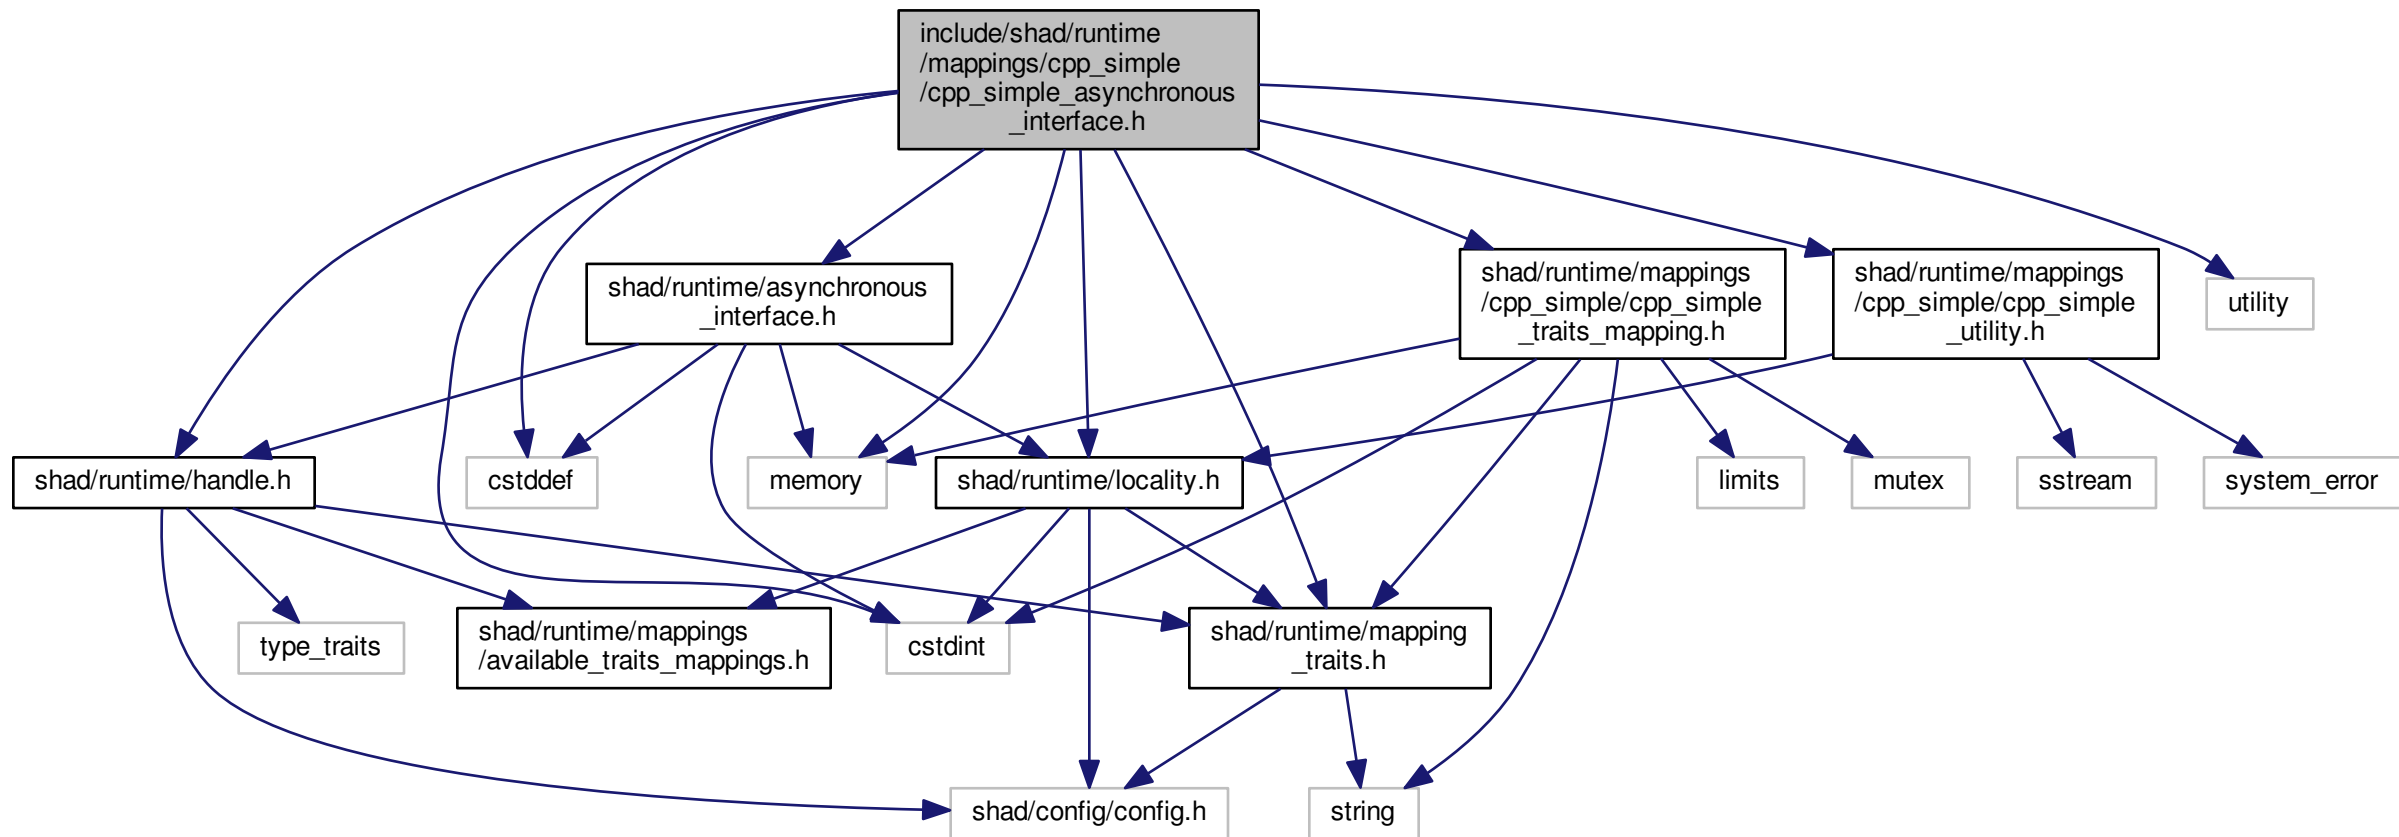 include/shad/runtime
/mappings/cpp_simple
/cpp_simple_asynchronous
_interface.h
shad/runtime/asynchronous
_interface.h
shad/runtime/mappings
/cpp_simple/cpp_simple
_traits_mapping.h
shad/runtime/mappings
/cpp_simple/cpp_simple
_utility.h
utility
shad/runtime/handle.h
cstddef
memory
shad/runtime/locality.h
limits
mutex
sstream
system_error
type_traits
shad/runtime/mappings
/available_traits_mappings.h
cstdint
shad/runtime/mapping
_traits.h
shad/config/config.h
string